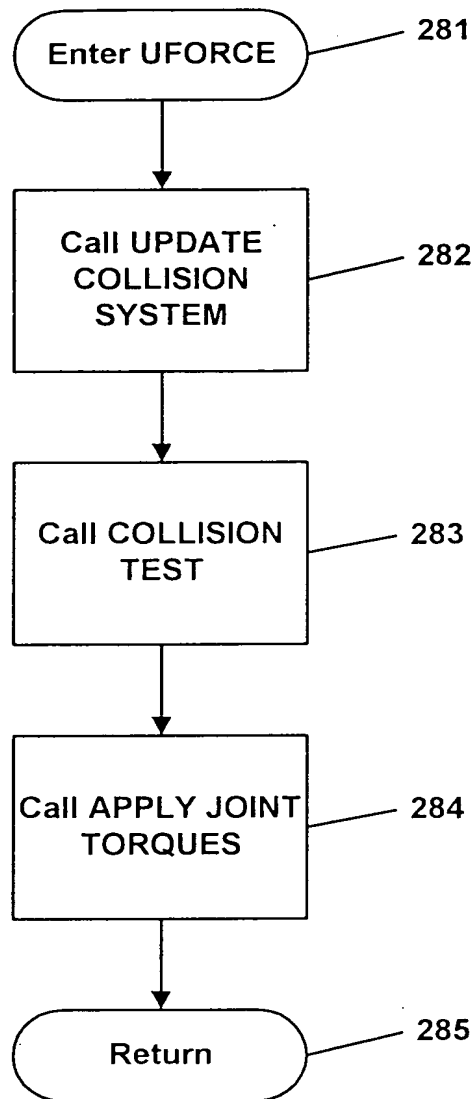 Enter UFORCE
281
Call UPDATE
COLLISION
SYSTEM
282
Call COLLISION
TEST
283
Call APPLY JOINT
TORQUES
284
Return
285